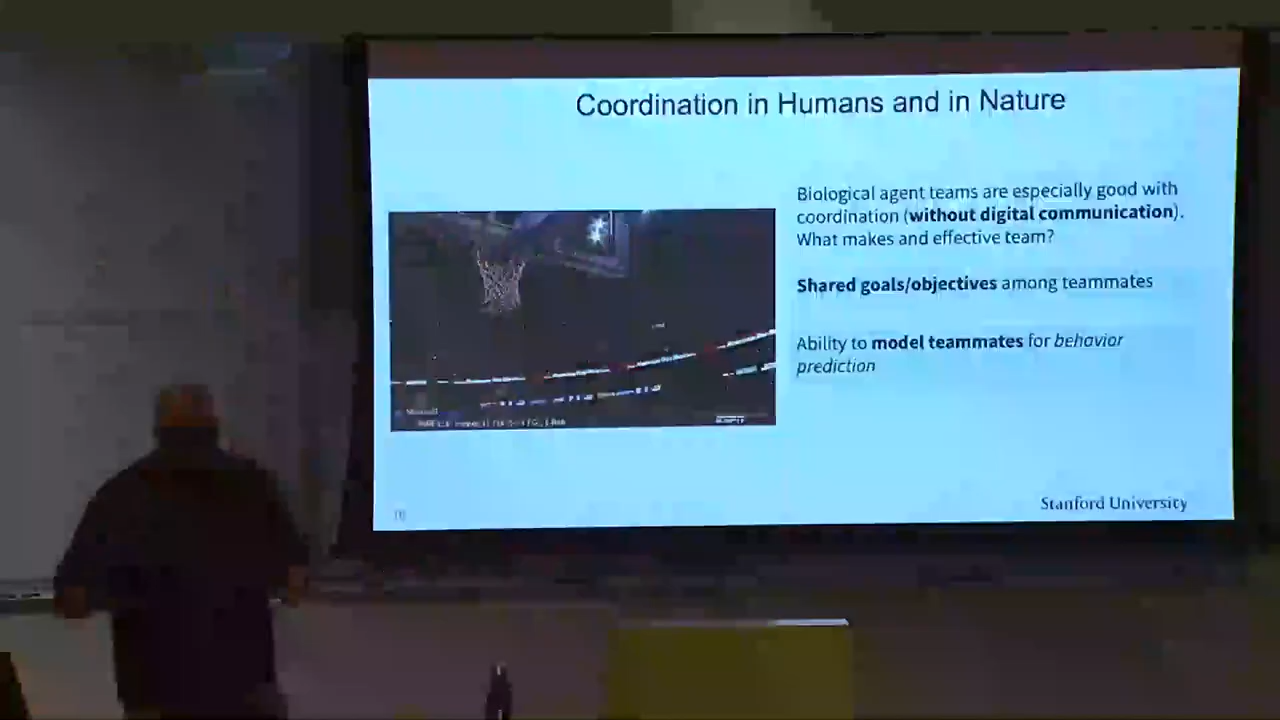 Coordination in Humans and in Nature
Biological agent teams are especially good with
coordination (without digital communication).
What makes and effective team?
Shared goals/objectives among teammates
Ability to model teammates for behavior
prediction
Stanford University